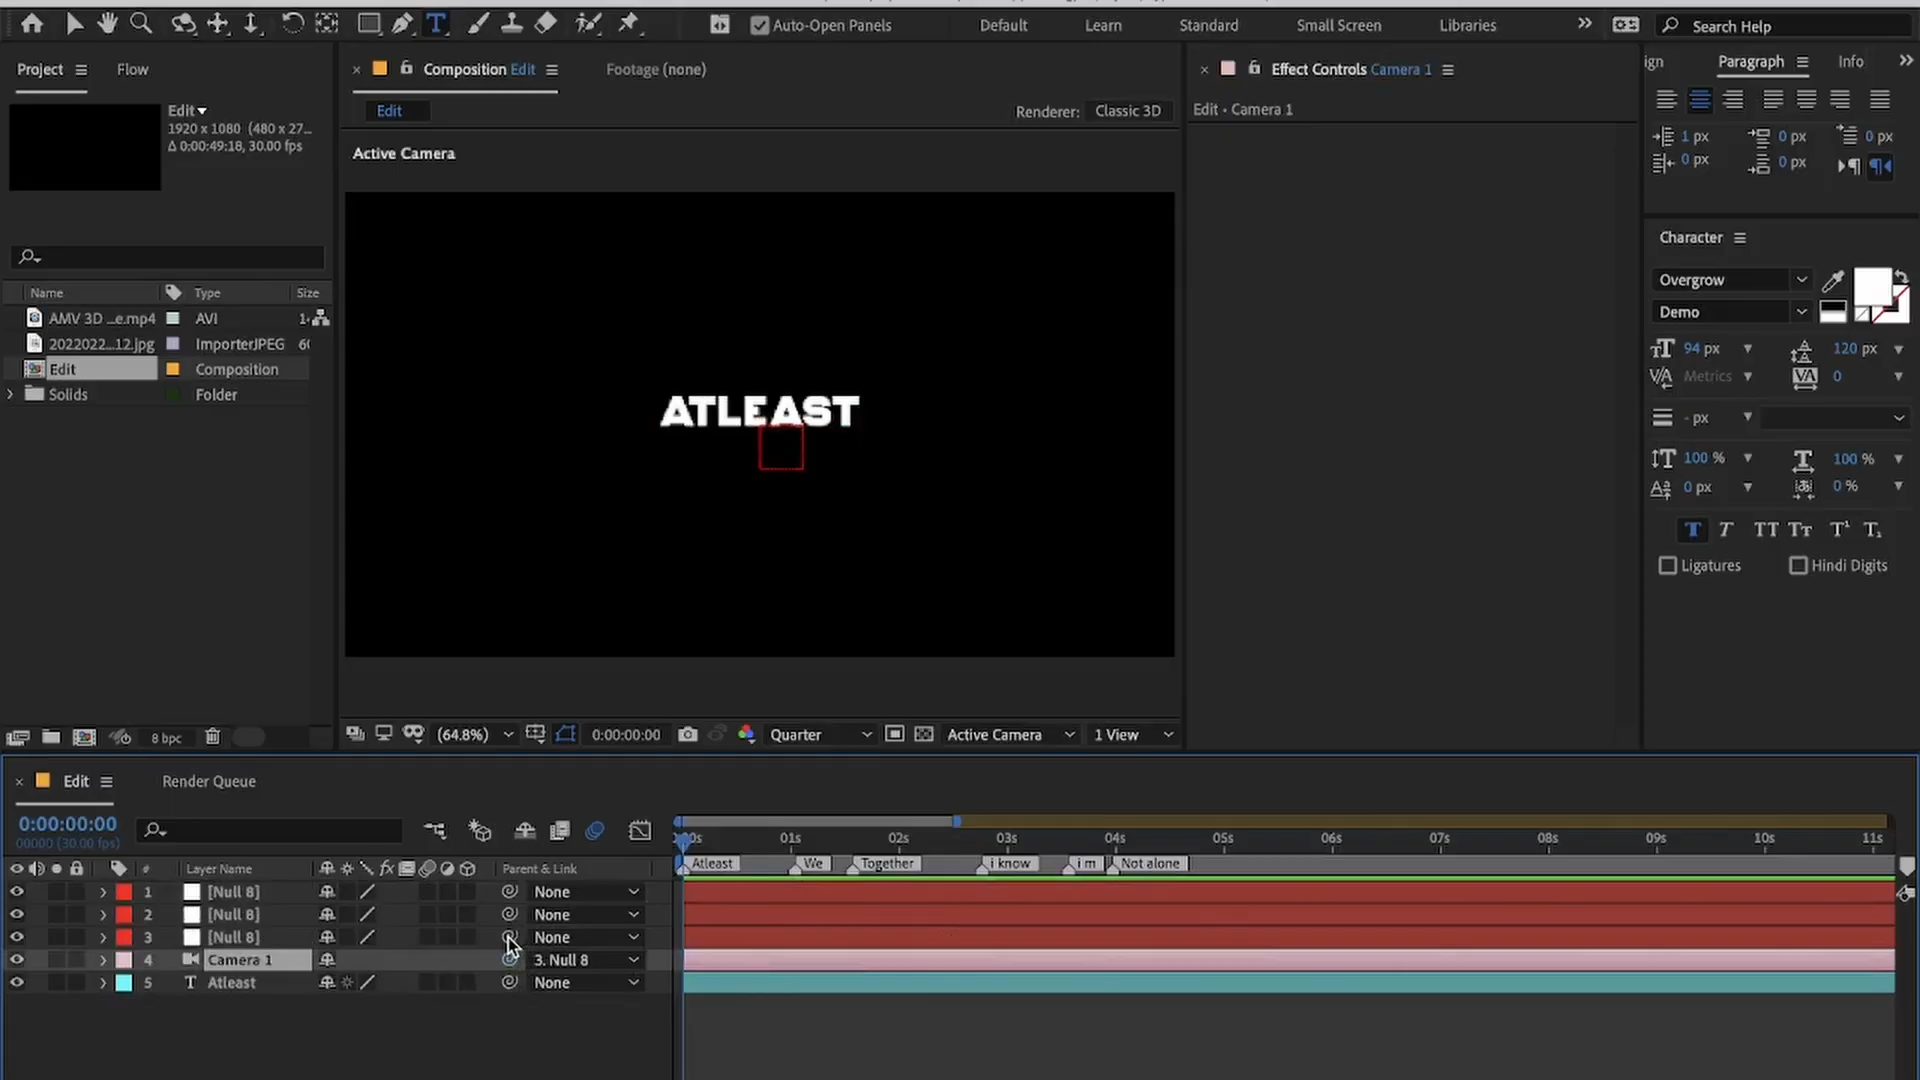 Auto-Open Panels
Default
Learn
Standard
Small Screen
Libraries
Search Help
Project
Flow
Edit
1920 x 1080 (480 x 27...
Δ 0:00:49:18, 30.00 fps
Name
Type
Size
AMV 3D ...e.mp4
AVI
1
2022022...12.jpg
ImporterJPEG
Edit
Composition
Solids
Folder
8 bpc
Composition Edit
Footage (none)
Edit
Renderer:
Classic 3D
Active Camera
ATLEAST
(64.8%)
0:00:00:00
Quarter
Active Camera
1 View
Effect Controls Camera 1
Edit • Camera 1
ign
Paragraph
Info
1 px
0 px
0 px
0 px
0 px
Character
Overgrow
Demo
94 px
120 px
Metrics
0
- px
100 %
100 %
0 px
0 %
Ligatures
Hindi Digits
Edit
Render Queue
0:00:00:00
00000 (30.00 fps)
# Layer Name
Parent & Link
1 [Null 8] None
2 [Null 8] None
3 [Null 8] None
4 Camera 1 3. Null 8
5 Atleast None
01s
02s
03s
04s
05s
06s
07s
08s
09s
10s
11s
Atleast
We
Together
i know
i m
Not alone